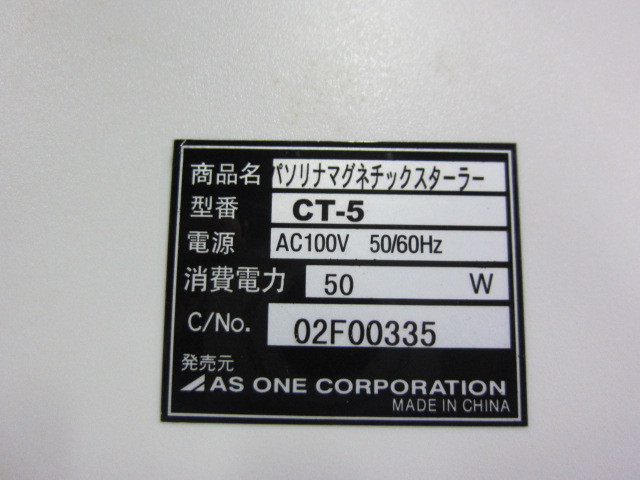 商品名 パソリナマグネチックスターラー
型番 CT-5
電源 AC100V 50/60Hz
消費電力 50 W
C/No. 02F00335
発売元
AS ONE CORPORATION
MADE IN CHINA